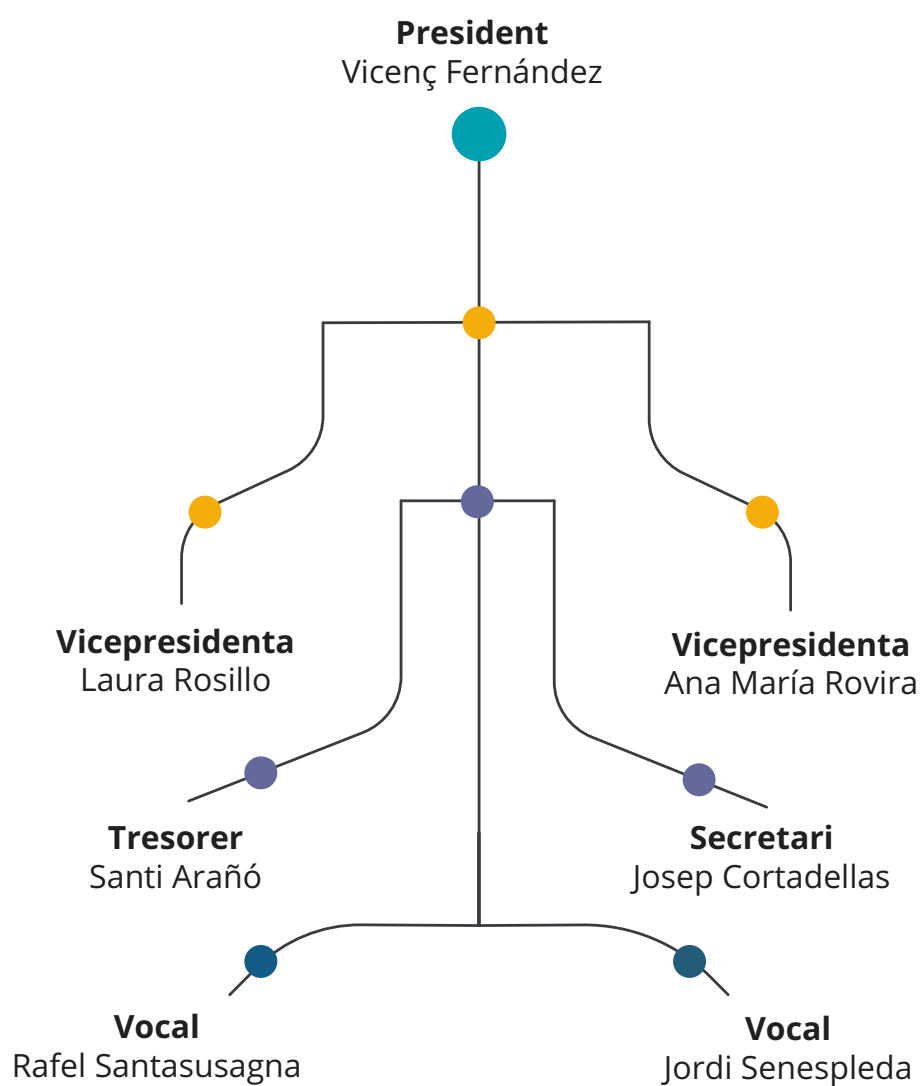 President
Vicenç Fernández
Vicepresidenta
Laura Rosillo
Vicepresidenta
Ana María Rovira
Tresorer
Santi Arañó
Secretari
Josep Cortadellas
Vocal
Rafel Santasusagna
Vocal
Jordi Senespleda